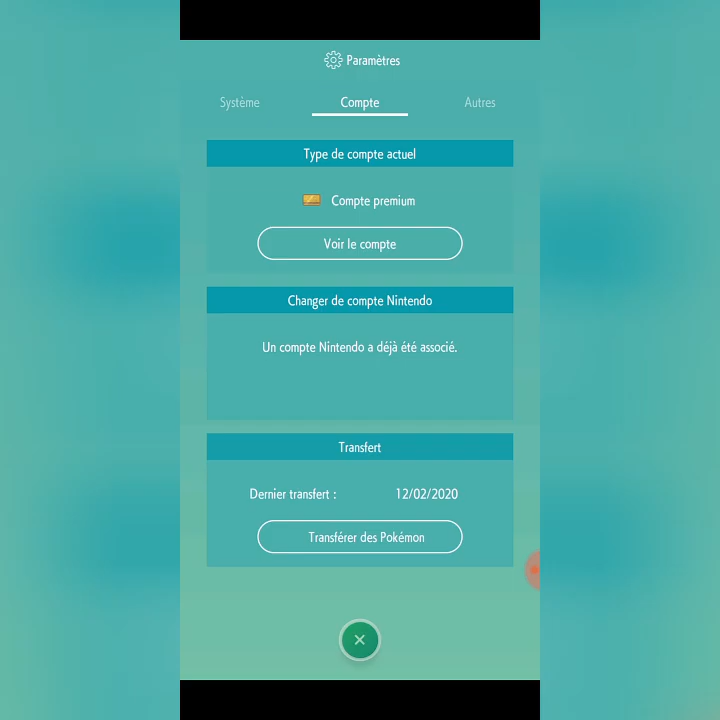 Paramètres
Système Compte Autres
Type de compte actuel
Compte premium
Voir le compte
Changer de compte Nintendo
Un compte Nintendo a déjà été associé.
Transfert
Dernier transfert : 12/02/2020
Transférer des Pokémon